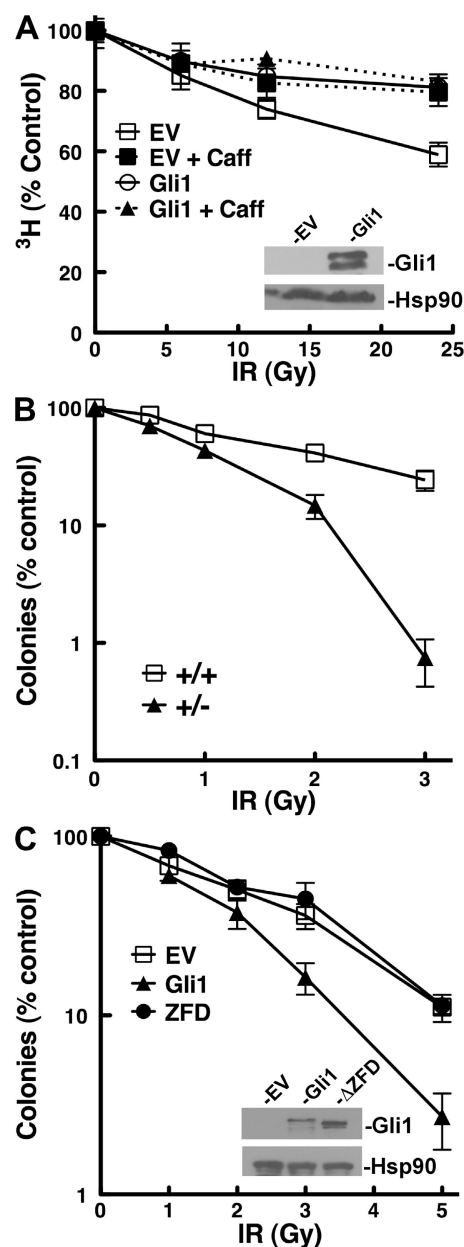 A
³H (% Control)
100
80
60
40
20
0
EV
EV + Caff
Gli1
Gli1 + Caff
-EV
-Gli1
-Gli1
-Hsp90
0 5 10 15 20 25
IR (Gy)
B
Colonies (% control)
100
10
1
0.1
+/+
+/-
0 1 2 3
IR (Gy)
C
Colonies (% control)
100
10
1
EV
Gli1
ZFD
-EV
-Gli1
-ΔZFD
-Gli1
-Hsp90
0 1 2 3 4 5
IR (Gy)